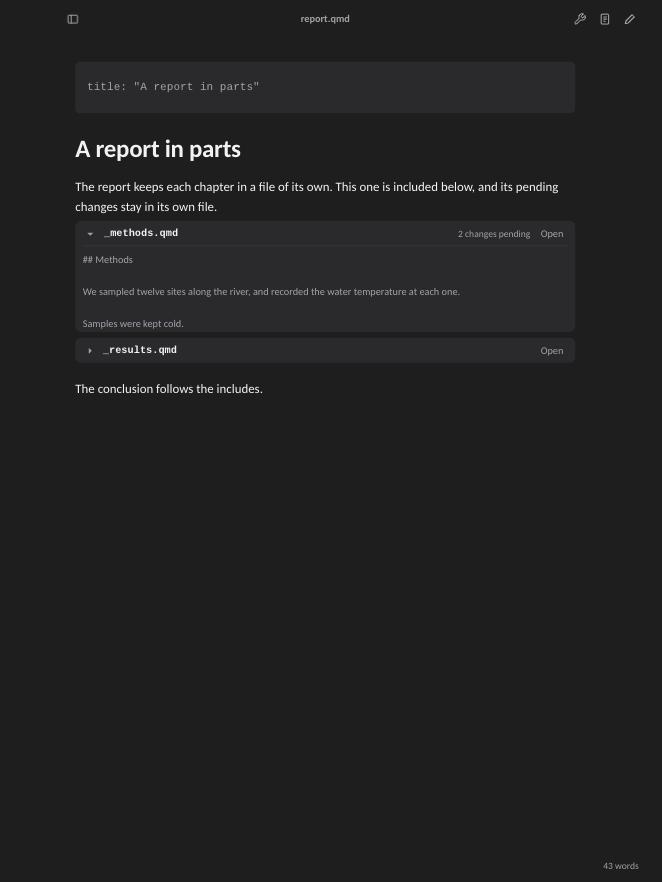 report.qmd
title: "A report in parts"
A report in parts
The report keeps each chapter in a file of its own. This one is included below, and its pending
changes stay in its own file.
_methods.qmd 2 changes pending Open
## Methods
We sampled twelve sites along the river, and recorded the water temperature at each one.
Samples were kept cold.
_results.qmd Open
The conclusion follows the includes.
43 words